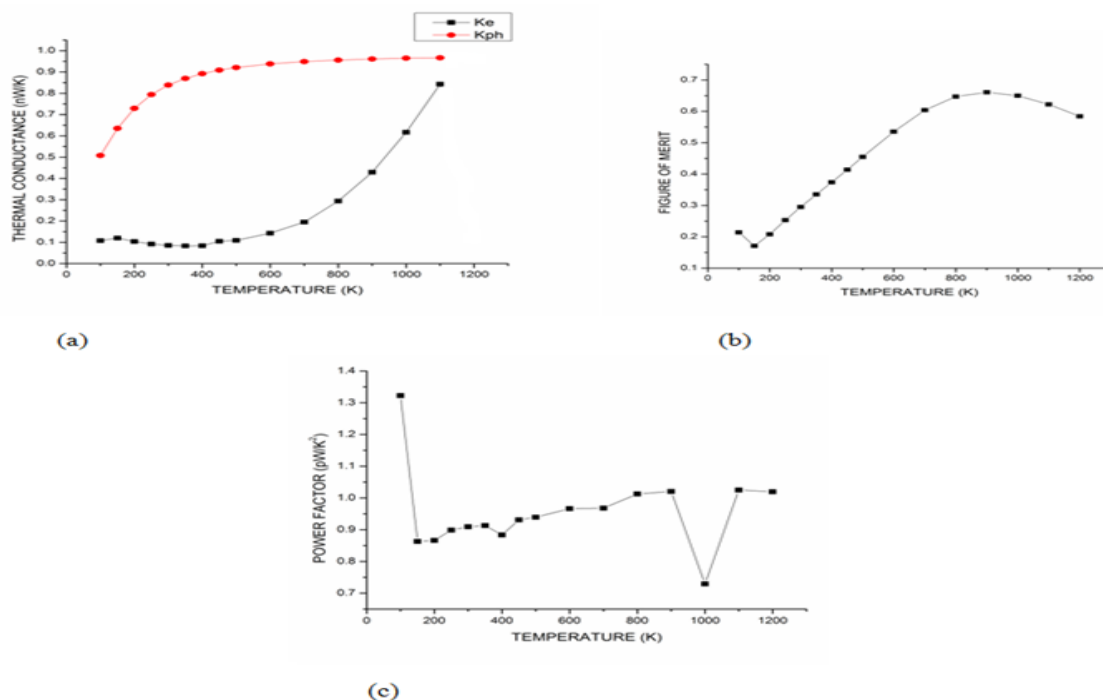 Ke
Kph
THERMAL CONDUCTANCE (nW/K)
1.0
0.9
0.8
0.7
0.6
0.5
0.4
0.3
0.2
0.1
0.0
0 200 400 600 800 1000 1200
TEMPERATURE (K)
(a)
FIGURE OF MERIT
0.7
0.6
0.5
0.4
0.3
0.2
0.1
0 200 400 600 800 1000 1200
TEMPERATURE (K)
(b)
POWER FACTOR (pW/K²)
1.4
1.3
1.2
1.1
1.0
0.9
0.8
0.7
0 200 400 600 800 1000 1200
TEMPERATURE (K)
(c)